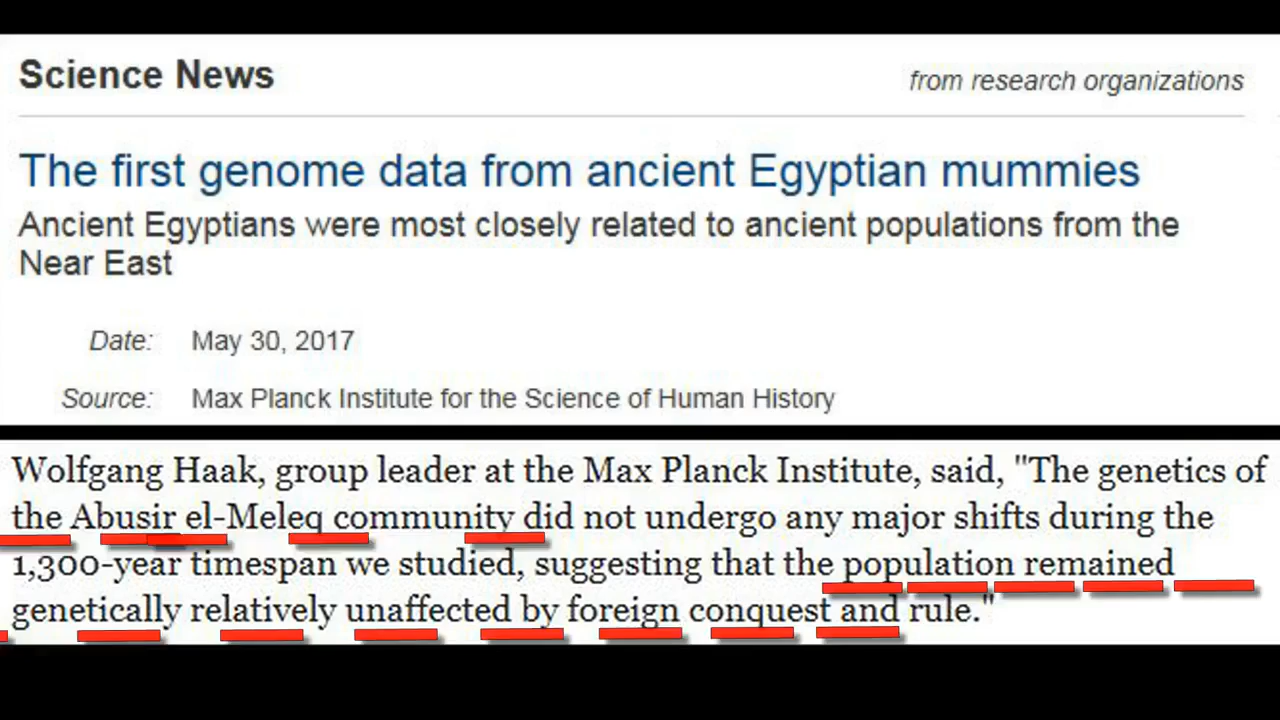 Science News
from research organizations
The first genome data from ancient Egyptian mummies
Ancient Egyptians were most closely related to ancient populations from the
Near East
Date: May 30, 2017
Source: Max Planck Institute for the Science of Human History
Wolfgang Haak, group leader at the Max Planck Institute, said, "The genetics of
the Abusir el-Meleq community did not undergo any major shifts during the
1,300-year timespan we studied, suggesting that the population remained
genetically relatively unaffected by foreign conquest and rule."